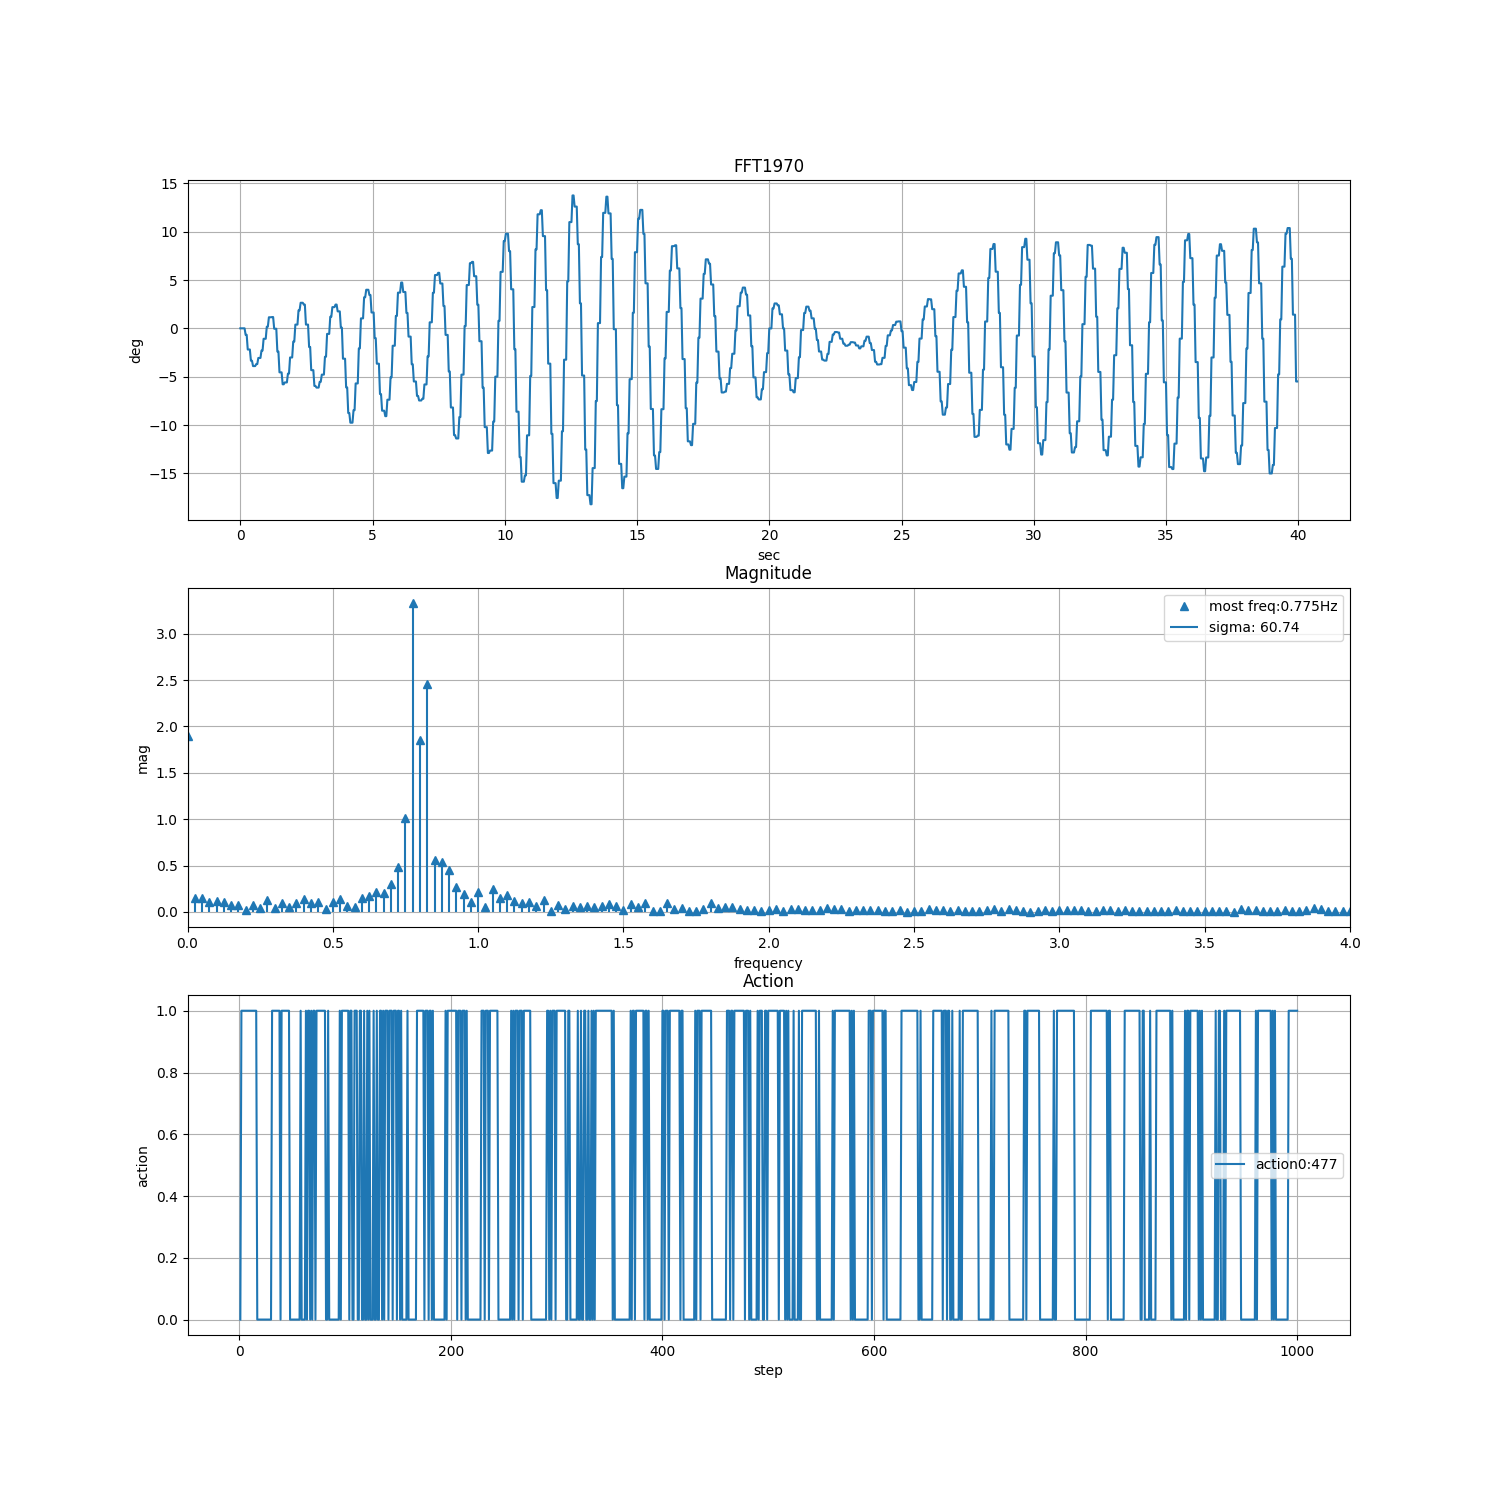 FFT1970
15
10
5
0
−5
−10
−15
deg
0 5 10 15 20 25 30 35 40
sec
Magnitude
most freq:0.775Hz
sigma: 60.74
3.0
2.5
2.0
1.5
1.0
0.5
0.0
mag
0.0 0.5 1.0 1.5 2.0 2.5 3.0 3.5 4.0
frequency
Action
1.0
0.8
0.6
0.4
0.2
0.0
action
action0:477
0 200 400 600 800 1000
step